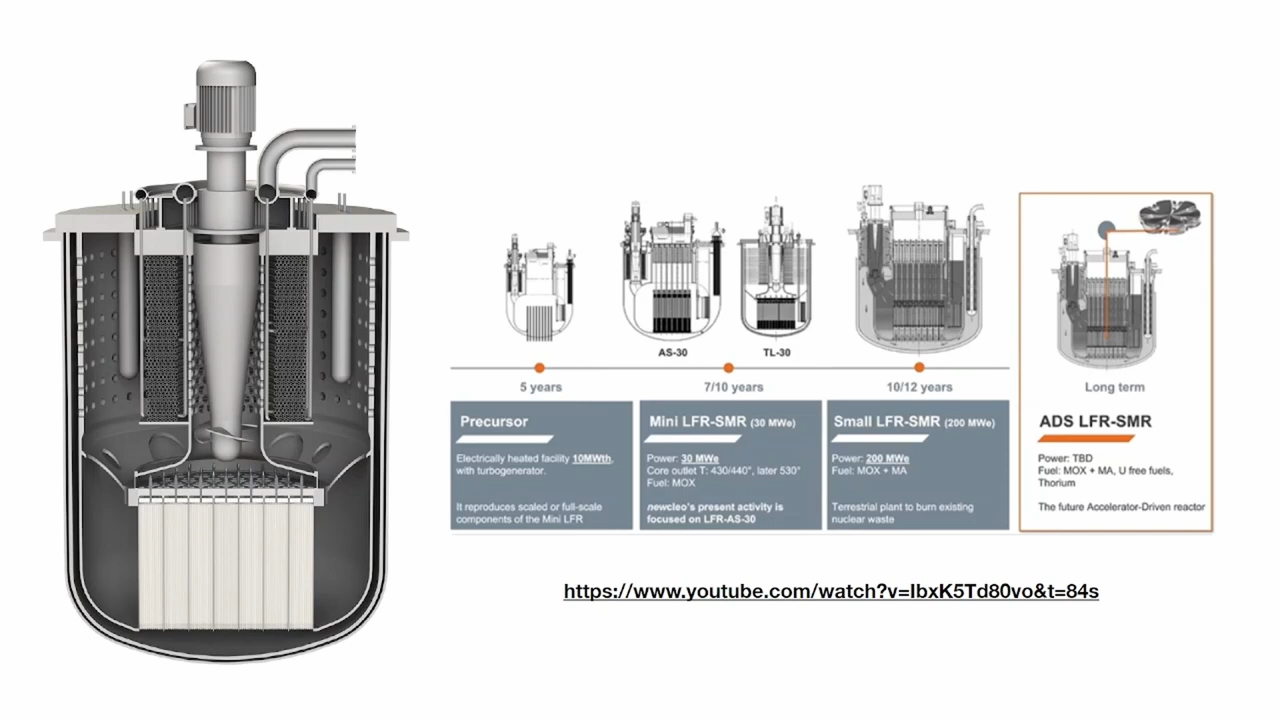 AS-30
TL-30
5 years
7/10 years
10/12 years
Long term
Precursor
Electrically heated facility 10MWth,
with turbogenerator.
It reproduces scaled or full-scale
components of the Mini LFR
Mini LFR-SMR (30 MWe)
Power: 30 MWe
Core outlet T: 430/440°, later 530°
Fuel: MOX
newcleo's present activity is
focused on LFR-AS-30
Small LFR-SMR (200 MWe)
Power: 200 MWe
Fuel: MOX + MA
Terrestrial plant to burn existing
nuclear waste
ADS LFR-SMR
Power: TBD
Fuel: MOX + MA, U free fuels,
Thorium
The future Accelerator-Driven reactor
https://www.youtube.com/watch?v=IbxK5Td80vo&t=84s